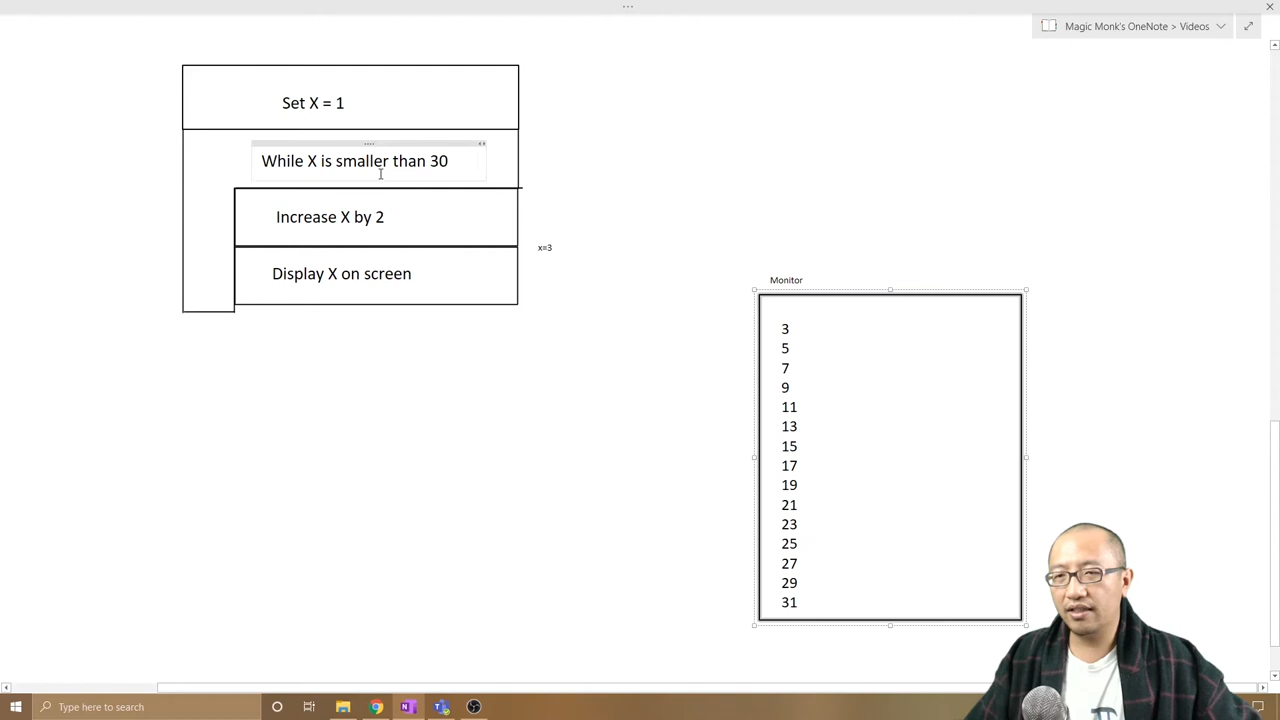 Magic Monk's OneNote > Videos
Set X = 1
While X is smaller than 30
Increase X by 2
x=3
Display X on screen
Monitor
3
5
7
9
11
13
15
17
19
21
23
25
27
29
31
Type here to search